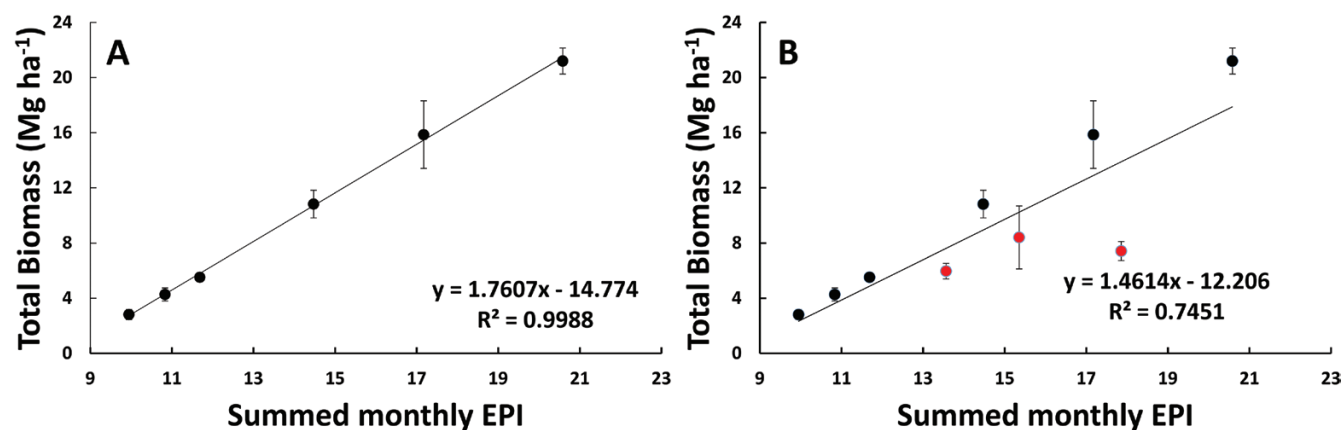 A
Total Biomass (Mg ha⁻¹)
24
20
16
12
8
4
0
y = 1.7607x - 14.774
R² = 0.9988
9 11 13 15 17 19 21 23
Summed monthly EPI
B
Total Biomass (Mg ha⁻¹)
24
20
16
12
8
4
0
y = 1.4614x - 12.206
R² = 0.7451
9 11 13 15 17 19 21 23
Summed monthly EPI